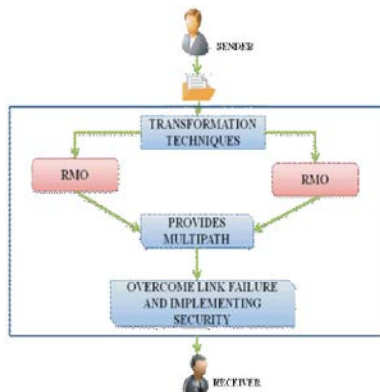 SENDER
TRANSFORMATION
TECHNIQUES
RMO
RMO
PROVIDES
MULTIPATH
OVERCOME LINK FAILURE
AND IMPLEMENTING
SECURITY
RECEIVER